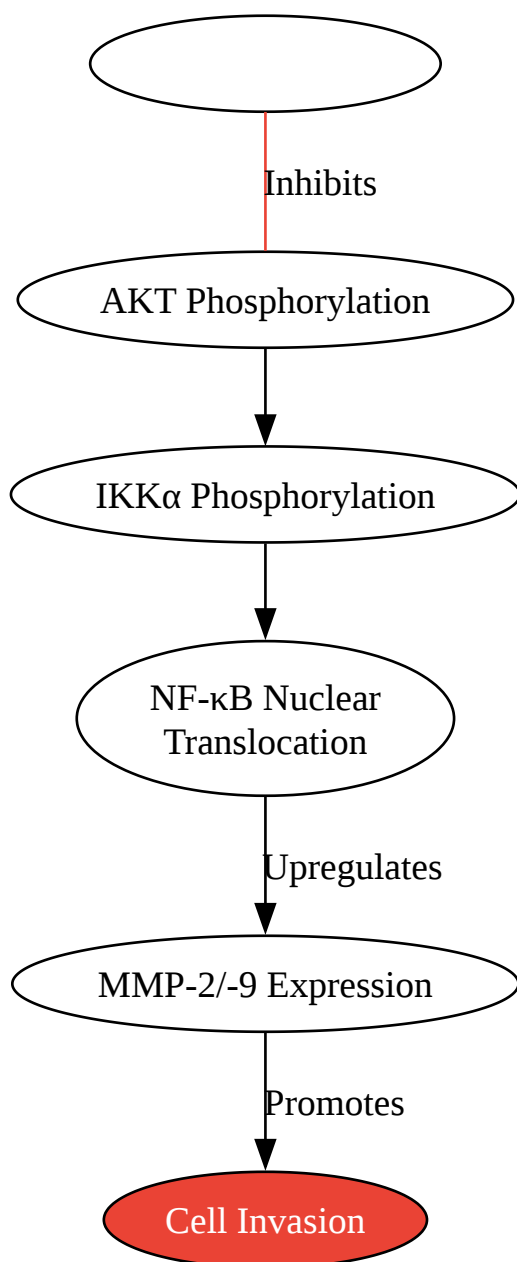 Inhibits
AKT Phosphorylation
IKKα Phosphorylation
NF-κB Nuclear
Translocation
Upregulates
MMP-2/-9 Expression
Promotes
Cell Invasion